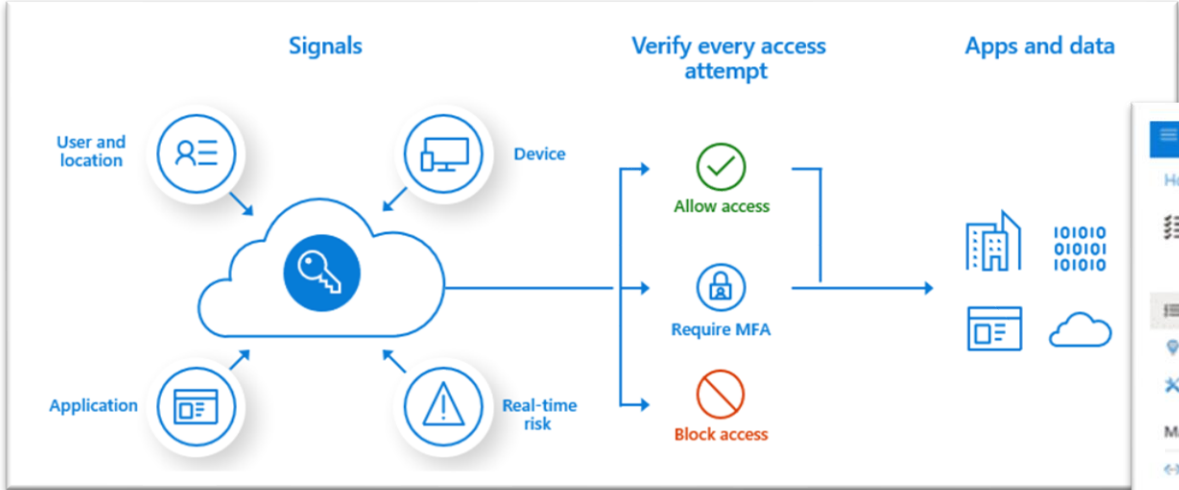 Signals
Verify every access
attempt
Apps and data
User and
location
Device
Allow access
101010
010101
101010
Require MFA
Application
Real-time
risk
Block access